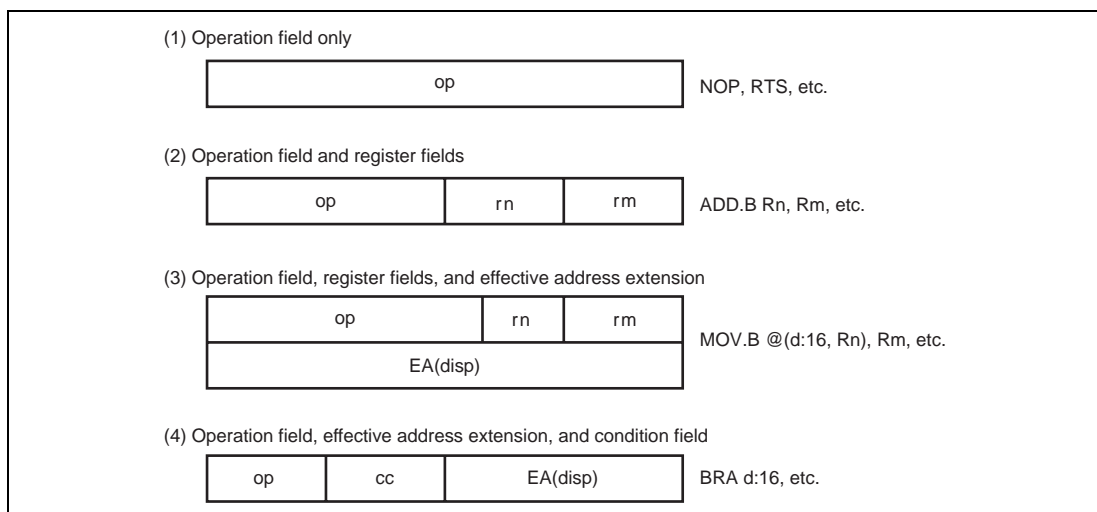 (1) Operation field only
op
NOP, RTS, etc.
(2) Operation field and register fields
op rn rm
ADD.B Rn, Rm, etc.
(3) Operation field, register fields, and effective address extension
op rn rm
MOV.B @(d:16, Rn), Rm, etc.
EA(disp)
(4) Operation field, effective address extension, and condition field
op cc EA(disp)
BRA d:16, etc.